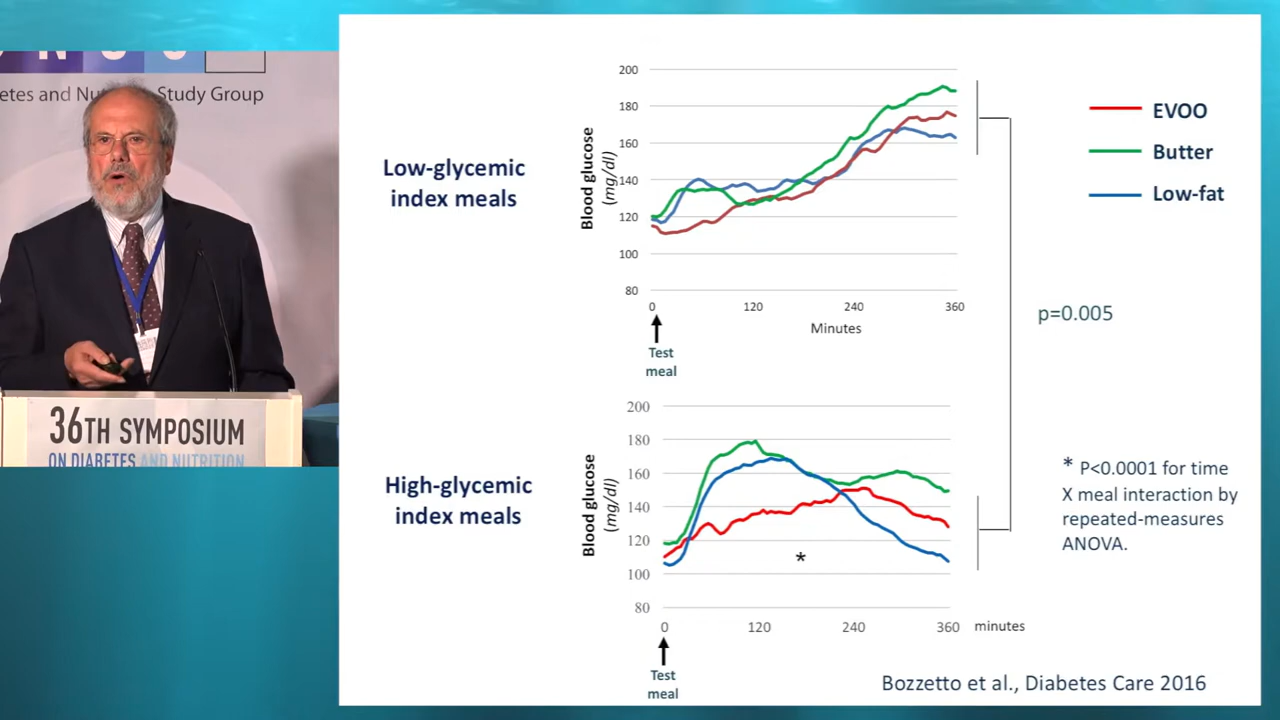 etes and Nu Study Group
36TH SYMPOSIUM
ON DIABETES AND NUTRITION
Low-glycemic
index meals
Blood glucose
(mg/dl)
200
180
160
140
120
100
80
0
120
240
360
Minutes
Test
meal
EVOO
Butter
Low-fat
p=0.005
High-glycemic
index meals
Blood glucose
(mg/dl)
200
180
160
140
120
100
80
*
0
120
240
360
minutes
Test
meal
* P<0.0001 for time
X meal interaction by
repeated-measures
ANOVA.
Bozzetto et al., Diabetes Care 2016